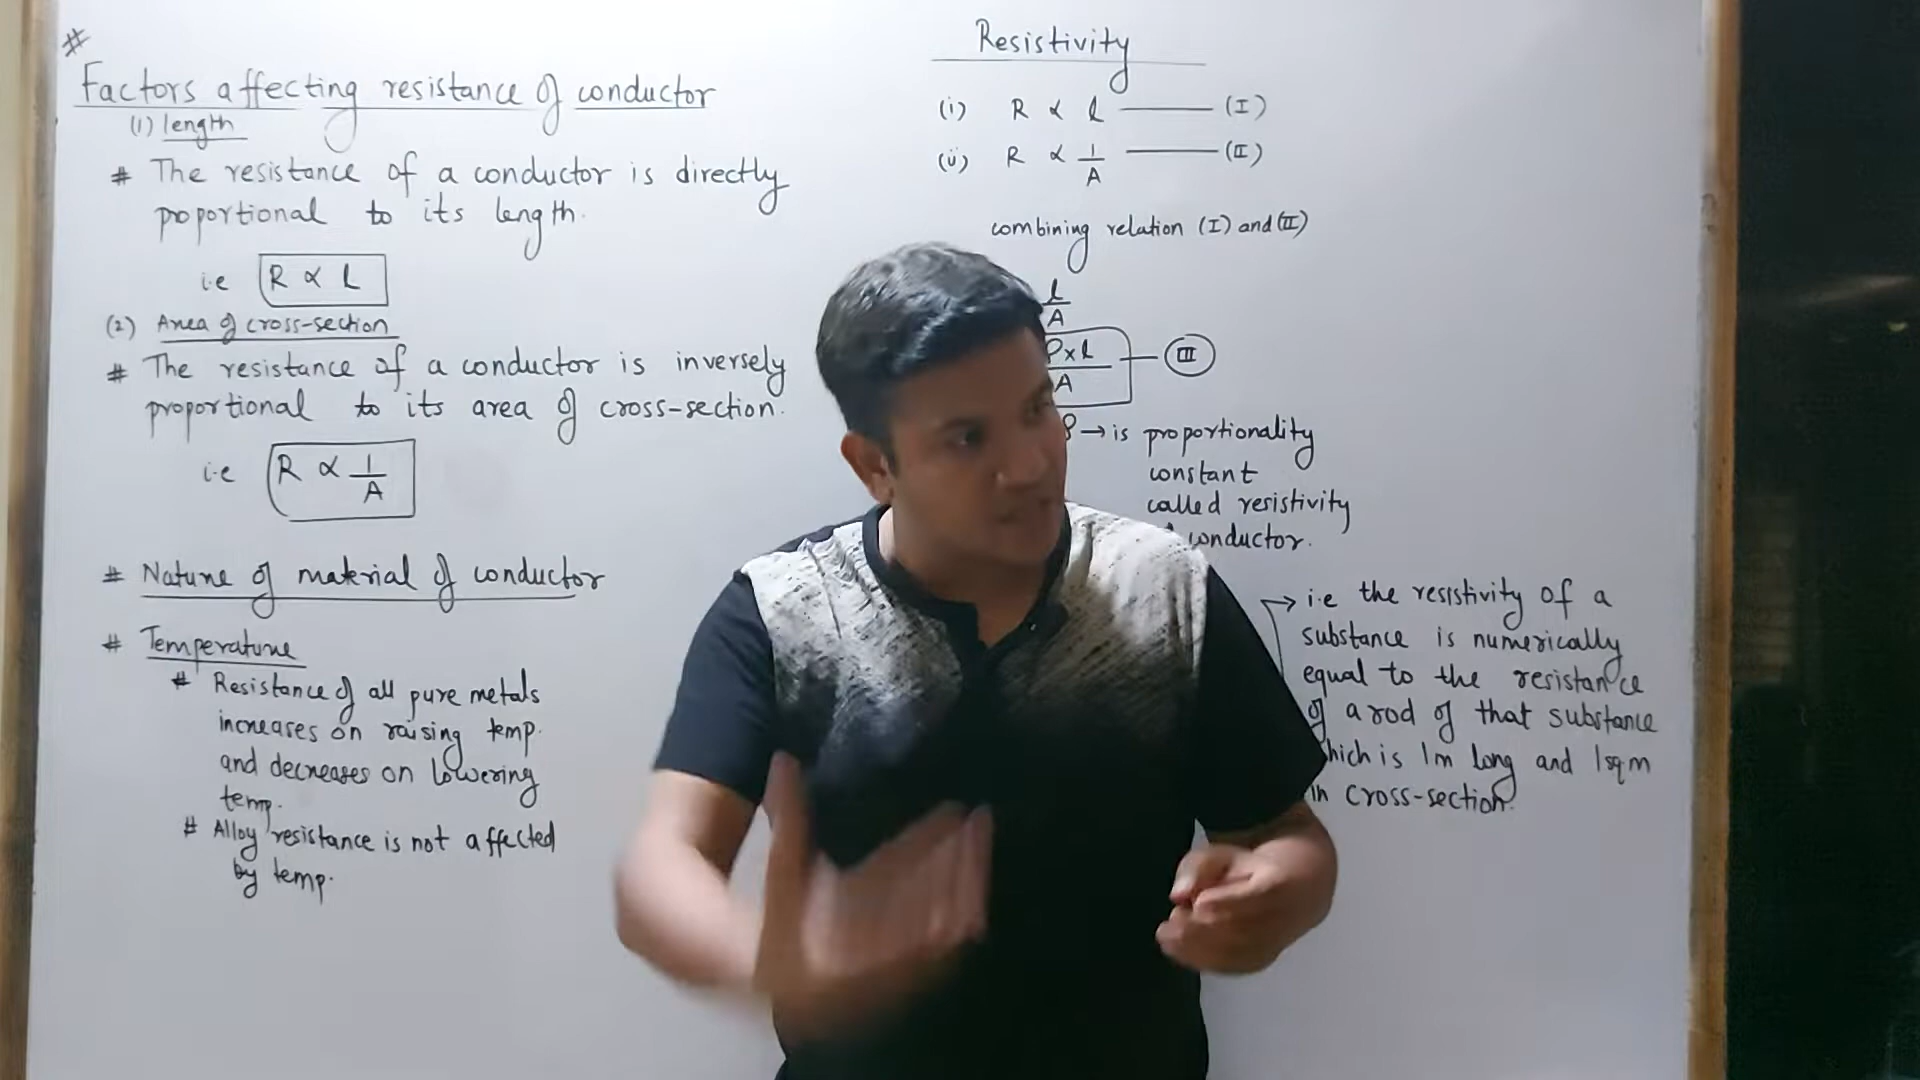 #
Factors affecting resistance of conductor
(1) length
# The resistance of a conductor is directly
proportional to its length.
i.e R ∝ L
(2) Area of cross-section
# The resistance of a conductor is inversely
proportional to its area of cross-section.
i.e R ∝ 1/A
# Nature of material of conductor
# Temperature
# Resistance of all pure metals
increases on raising temp.
and decreases on lowering
temp.
# Alloy resistance is not affected
by temp.
Resistivity
(i) R ∝ l —— (I)
(ii) R ∝ 1/A —— (II)
combining relation (I) and (II)
l/A
ρ×l/A — III
ρ → is proportionality
constant
called resistivity
conductor.
→ i.e the resistivity of a
substance is numerically
equal to the resistance
of a rod of that substance
hich is 1m long and 1sqm
in cross-section.